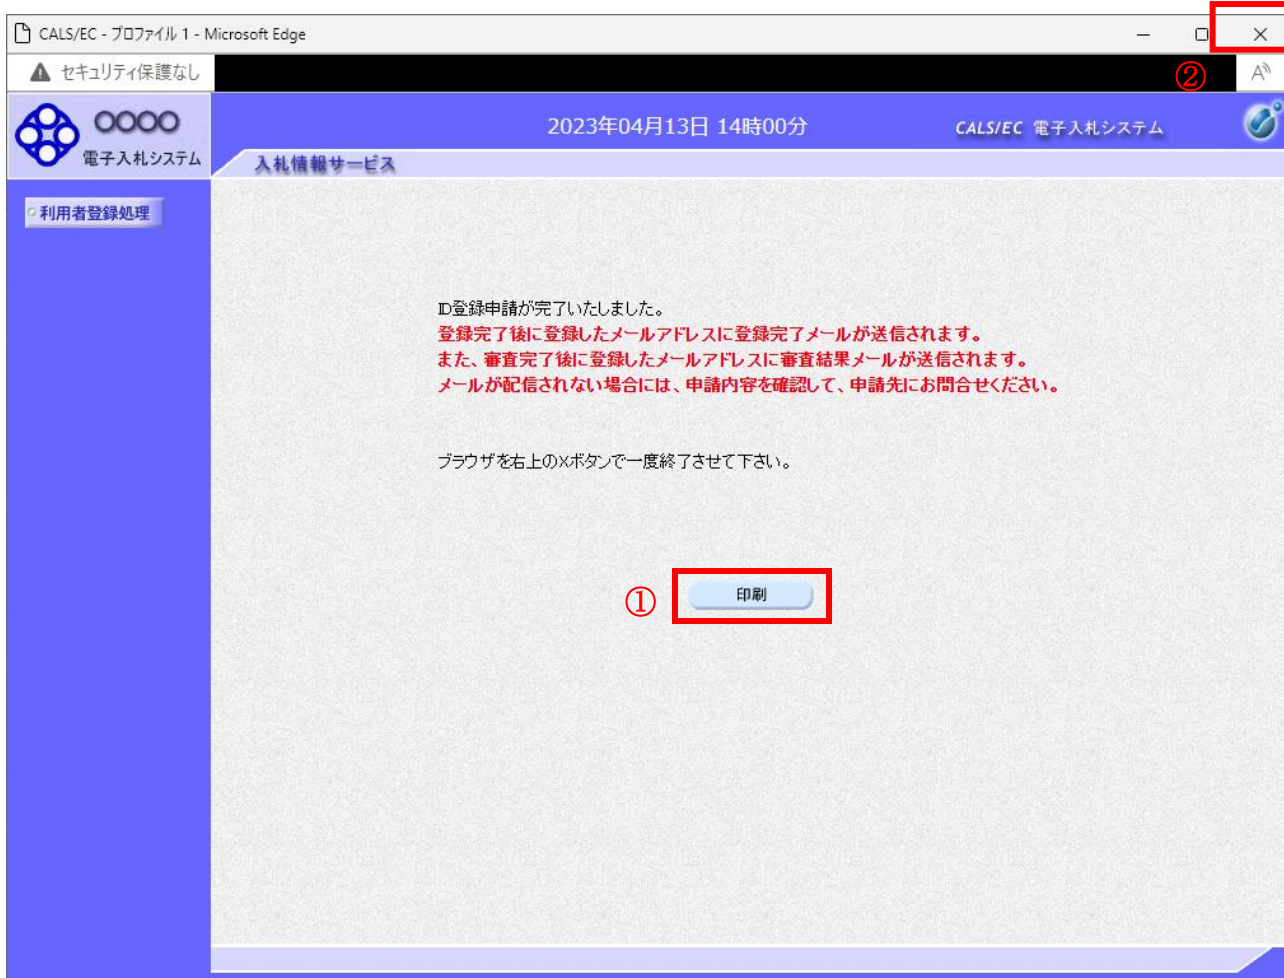 CALS/EC - プロファイル 1 - Microsoft Edge
セキュリティ保護なし
②
A
〇〇〇〇
電子入札システム
2023年04月13日 14時00分
CALS/EC 電子入札システム
入札情報サービス
利用者登録処理
ID登録申請が完了いたしました。
登録完了後に登録したメールアドレスに登録完了メールが送信されます。
また、審査完了後に登録したメールアドレスに審査結果メールが送信されます。
メールが配信されない場合には、申請内容を確認して、申請先にお問合せください。
ブラウザを右上のXボタンで一度終了させて下さい。
①
印刷